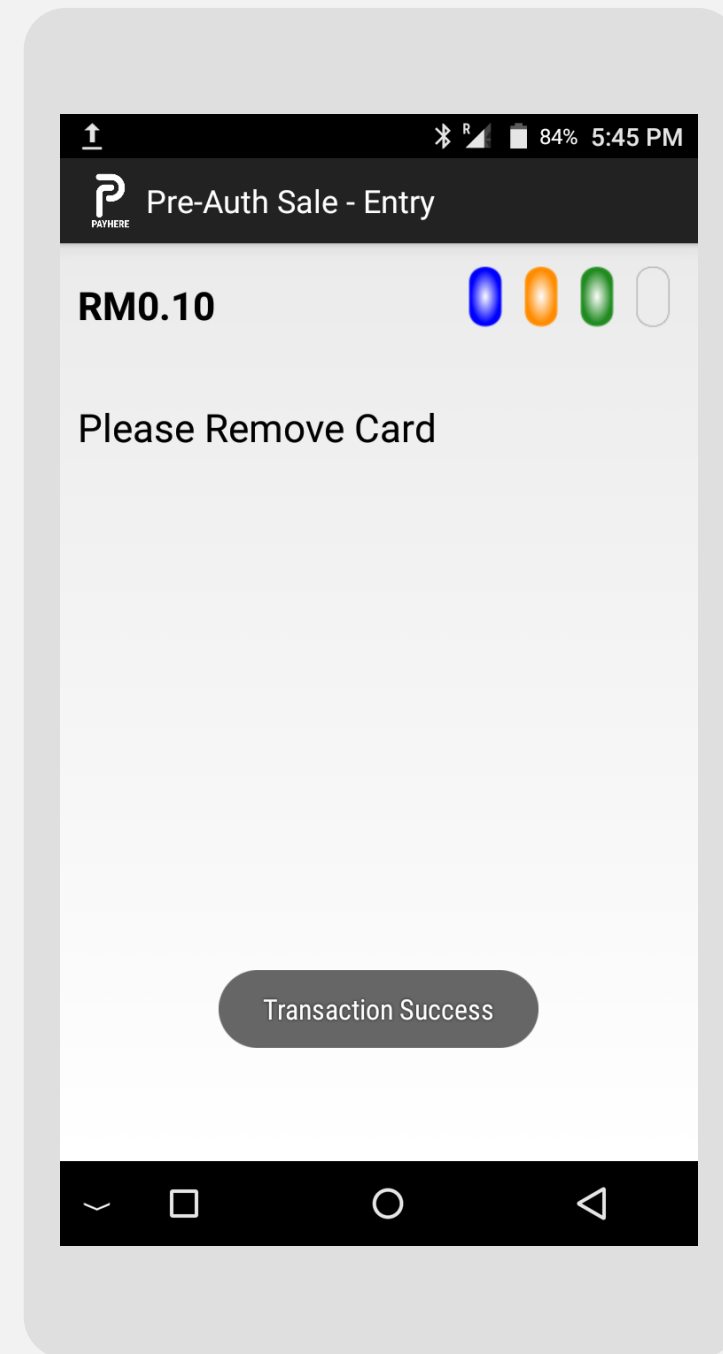 R
84% 5:45 PM
PAYHERE
Pre-Auth Sale - Entry
RM0.10
Please Remove Card
Transaction Success